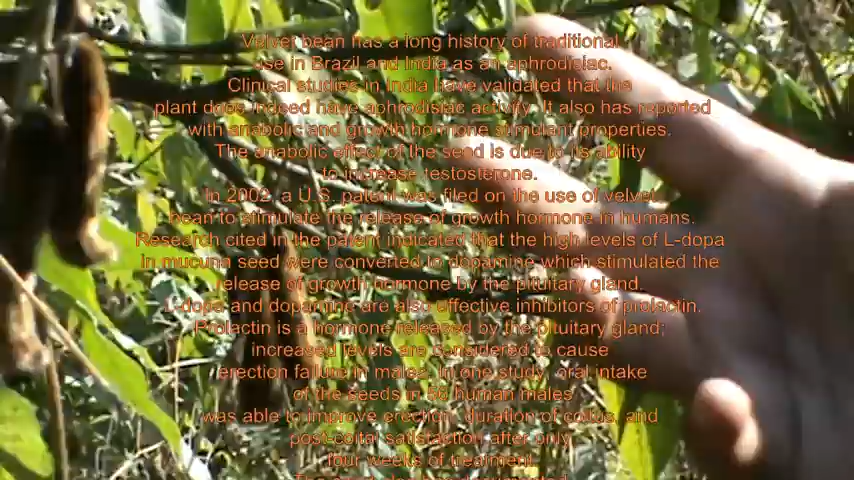 Velvet bean has a long history of traditional
use in Brazil and India as an aphrodisiac.
Clinical studies in India have validated that the
plant does indeed have aphrodisiac activity. It also has reported
with anabolic and growth hormone stimulant properties.
The anabolic effect of the seed is due to its ability
to increase testosterone.
In 2002, a U.S. patent was filed on the use of velvet
bean to stimulate the release of growth hormone in humans.
Research cited in the patent indicated that the high levels of L-dopa
in mucuna seed were converted to dopamine which stimulated the
release of growth hormone by the pituitary gland.
L-dopa and dopamine are also effective inhibitors of prolactin.
Prolactin is a hormone released by the pituitary gland;
increased levels are considered to cause
erection failure in males. In one study, oral intake
of the seeds in 56 human males
was able to improve erection, duration of coitus, and
post-coital satisfaction after only
four weeks of treatment.